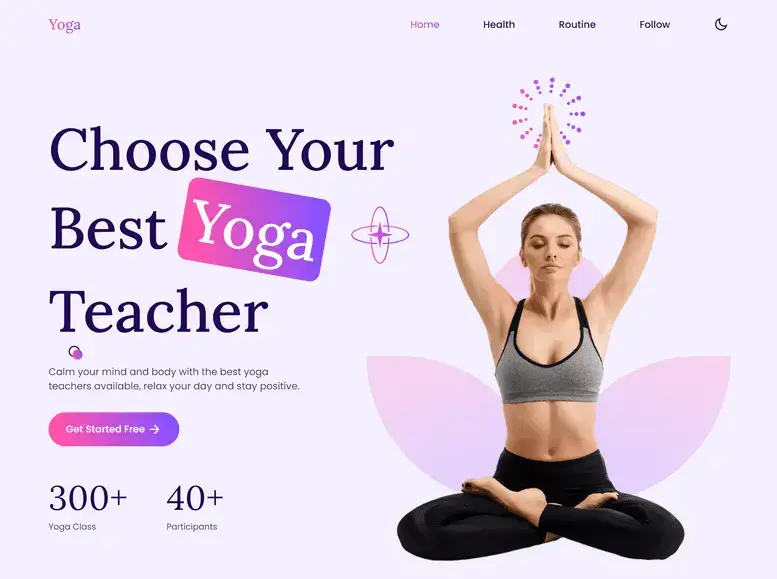 Yoga
Home Health Routine Follow
Choose Your
Best Yoga
Teacher
Calm your mind and body with the best yoga
teachers available, relax your day and stay positive.
Get Started Free
300+ 40+
Yoga Class Participants